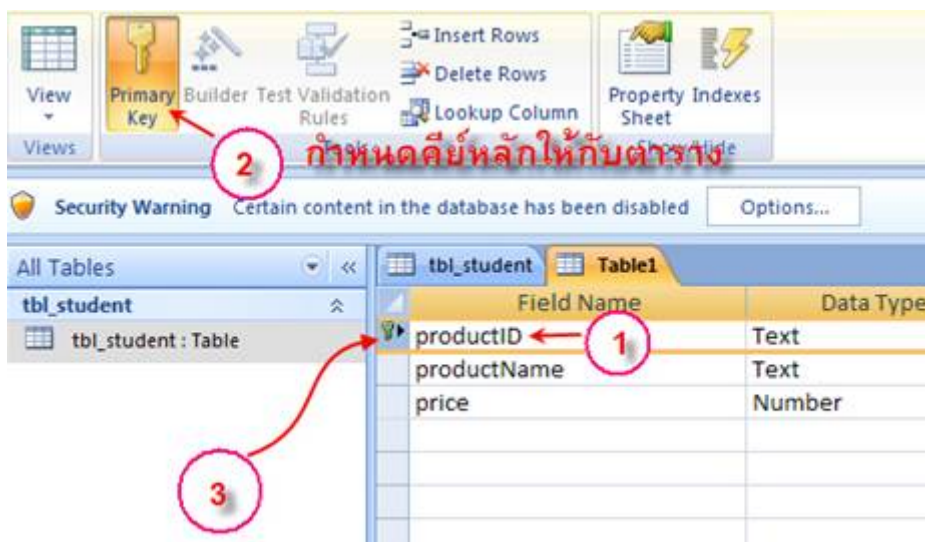 Insert Rows
Delete Rows
View Primary Key Builder Test Validation Rules Lookup Column Property Sheet Indexes
Views Tools Show/Hide
2 กำหนดคีย์หลักให้กับตาราง
Security Warning Certain content in the database has been disabled Options...
All Tables « tbl_student Table1
tbl_student Field Name Data Type
tbl_student : Table productID 1 Text
productName Text
price Number
3